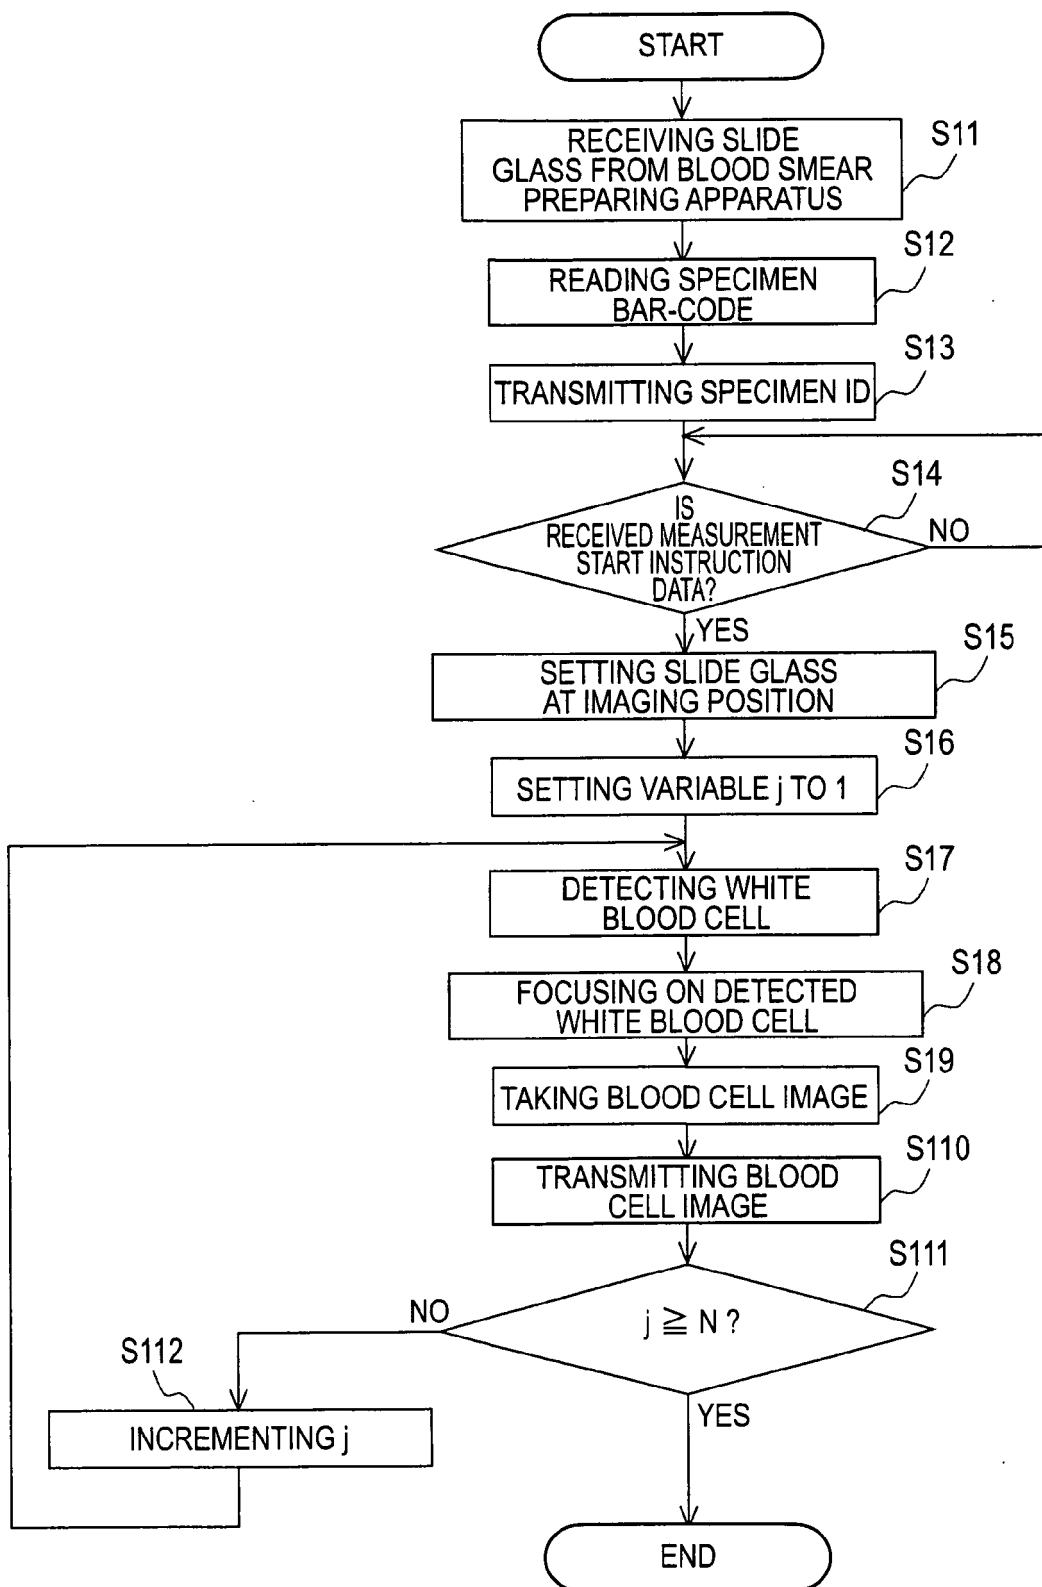 START
RECEIVING SLIDE
GLASS FROM BLOOD SMEAR
PREPARING APPARATUS
S11
READING SPECIMEN
BAR-CODE
S12
TRANSMITTING SPECIMEN ID
S13
IS
RECEIVED MEASUREMENT
START INSTRUCTION
DATA?
S14
NO
YES
SETTING SLIDE GLASS
AT IMAGING POSITION
S15
SETTING VARIABLE j TO 1
S16
DETECTING WHITE
BLOOD CELL
S17
FOCUSING ON DETECTED
WHITE BLOOD CELL
S18
TAKING BLOOD CELL IMAGE
S19
TRANSMITTING BLOOD
CELL IMAGE
S110
j ≧ N ?
S111
NO
YES
S112
INCREMENTING j
END